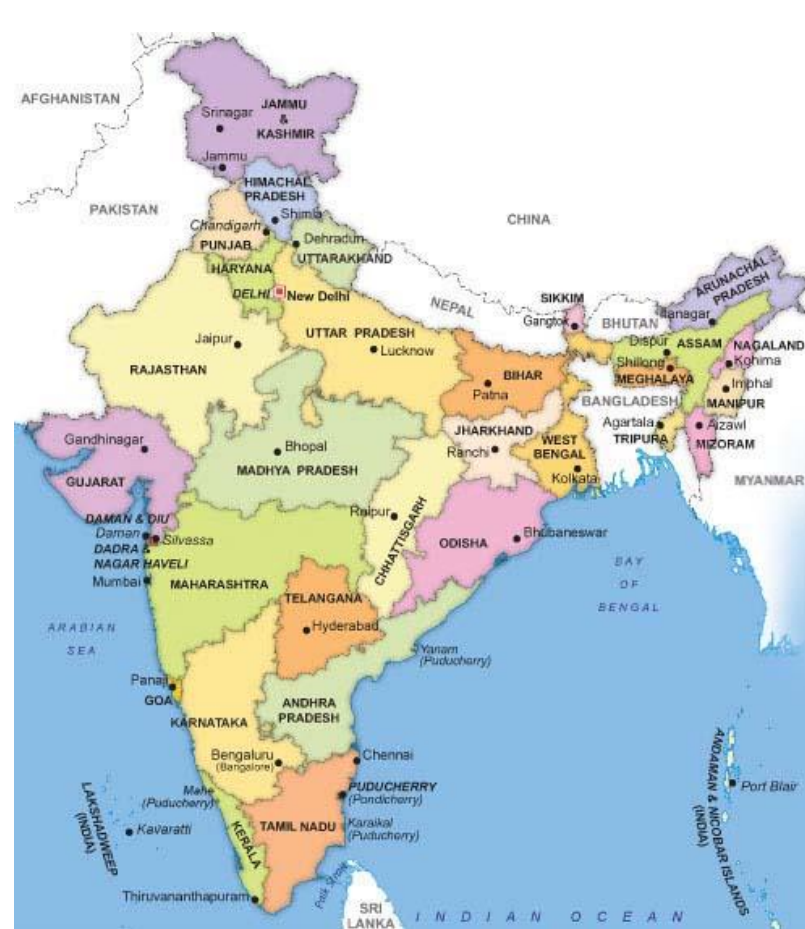 AFGHANISTAN
JAMMU
&
KASHMIR
Srinagar
Jammu
HIMACHAL
PRADESH
PAKISTAN
Shimla
CHINA
Chandigarh
PUNJAB
Dehradun
UTTARAKHAND
HARYANA
ARUNACHAL
PRADESH
DELHI
New Delhi
NEPAL
SIKKIM
Gangtok
BHUTAN
Itanagar
UTTAR PRADESH
Jaipur
Lucknow
Dispur
ASSAM
NAGALAND
RAJASTHAN
BIHAR
Shillong
Kohima
MEGHALAYA
Patna
Imphal
BANGLADESH
MANIPUR
Gandhinagar
Bhopal
JHARKHAND
WEST
BENGAL
Agartala
Aizawl
TRIPURA
MIZORAM
Ranchi
MADHYA PRADESH
GUJARAT
Kolkata
MYANMAR
Raipur
DAMAN & DIU
Daman
Silvassa
DADRA &
NAGAR HAVELI
CHHATTISGARH
ODISHA
Bhubaneswar
Mumbai
MAHARASHTRA
BAY
OF
BENGAL
TELANGANA
Hyderabad
ARABIAN
SEA
Yanam
(Puducherry)
Panaji
GOA
ANDHRA
PRADESH
KARNATAKA
Bengaluru
(Bangalore)
Chennai
Mahe
(Puducherry)
PUDUCHERRY
(Pondicherry)
ANDAMAN & NICOBAR ISLANDS
(INDIA)
Port Blair
LAKSHADWEEP
(INDIA)
Kavaratti
KERALA
TAMIL NADU
Karaikal
(Puducherry)
Thiruvananthapuram
Palk Strait
SRI
LANKA
INDIAN OCEAN